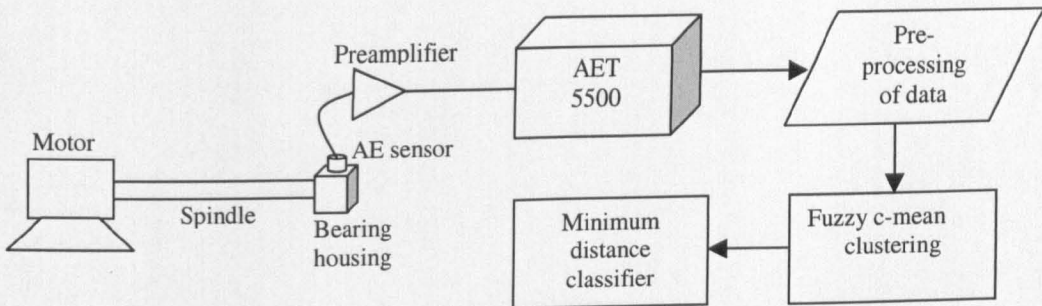 Preamplifier
AET
5500
Pre-
processing
of data
Motor
AE sensor
Spindle
Bearing
housing
Minimum
distance
classifier
Fuzzy c-mean
clustering